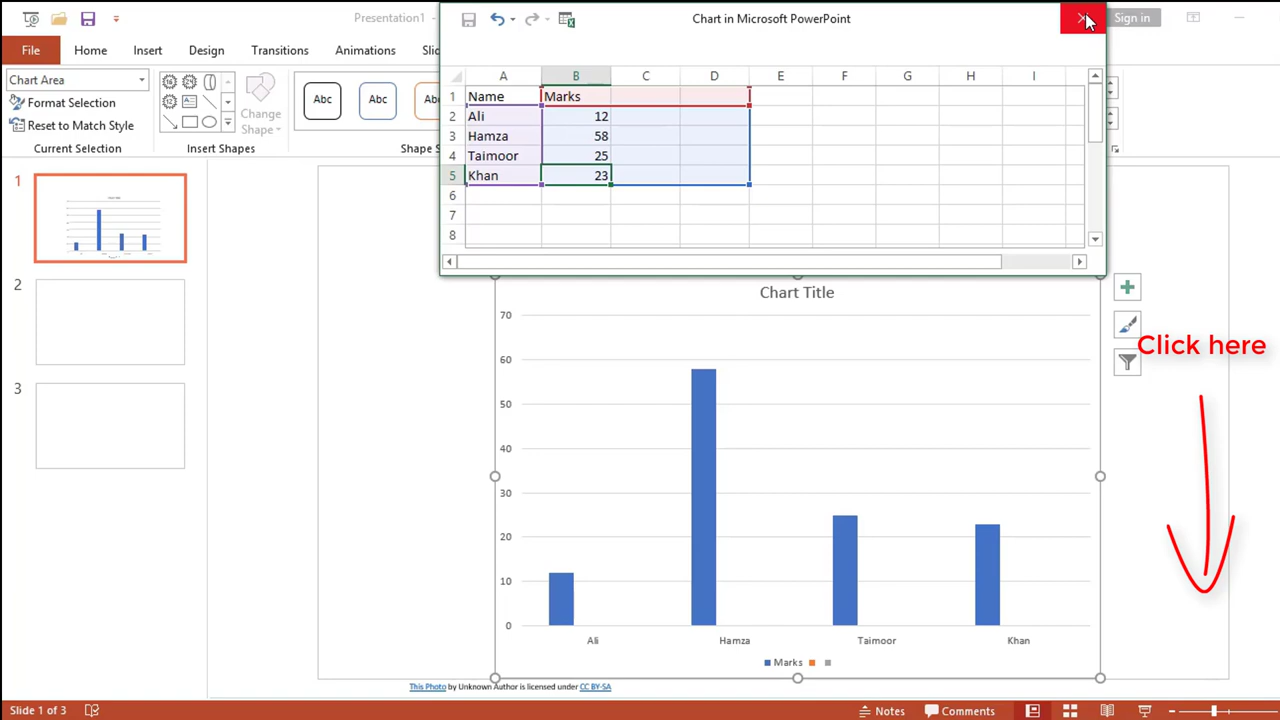 Presentation1 -
Chart in Microsoft PowerPoint
Sign in
File Home Insert Design Transitions Animations
Chart Area
Format Selection
Reset to Match Style
Current Selection
Change
Shape
Insert Shapes
Abc Abc
A B C D E F G H I
1 Name Marks
2 Ali 12
3 Hamza 58
4 Taimoor 25
5 Khan 23
6
7
8
1
2
3
Chart Title
70
60
50
40
30
20
10
0
Ali Hamza Taimoor Khan
Marks
Click here
This Photo by Unknown Author is licensed under CC BY-SA
Slide 1 of 3
Notes Comments